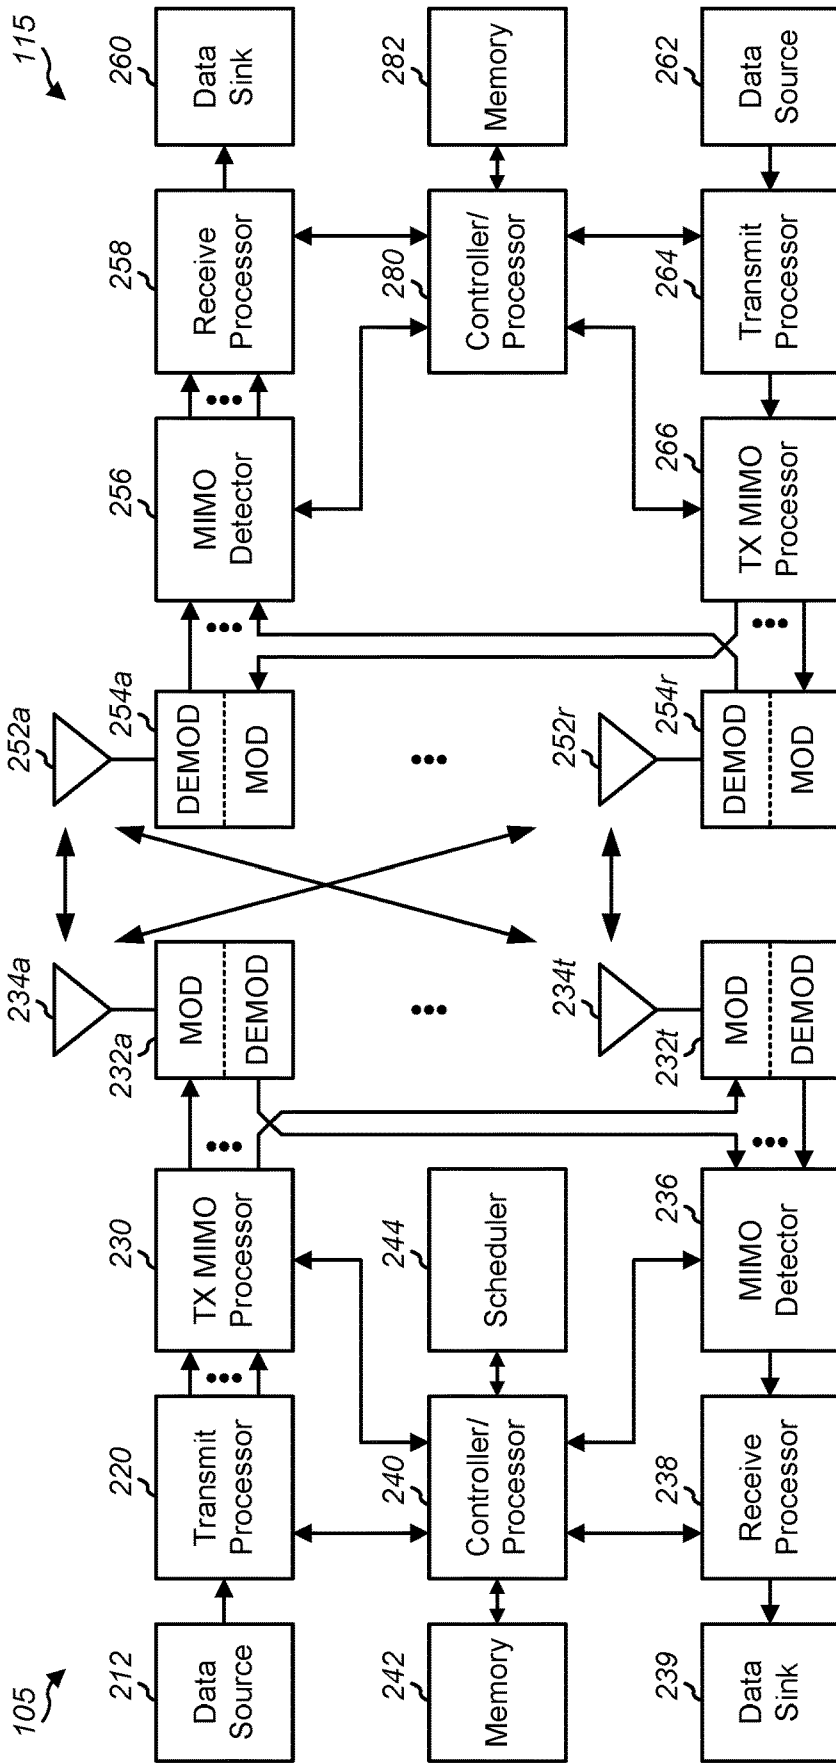 105
115
234a
252a
212
220
230
232a
254a
256
258
260
Data
Source
Transmit
Processor
TX MIMO
Processor
MOD
DEMOD
DEMOD
MOD
MIMO
Detector
Receive
Processor
Data
Sink
242
240
244
280
282
Memory
Controller/
Processor
Scheduler
Controller/
Processor
Memory
234t
252r
239
238
236
232t
254r
266
264
262
Data
Sink
Receive
Processor
MIMO
Detector
MOD
DEMOD
DEMOD
MOD
TX MIMO
Processor
Transmit
Processor
Data
Source